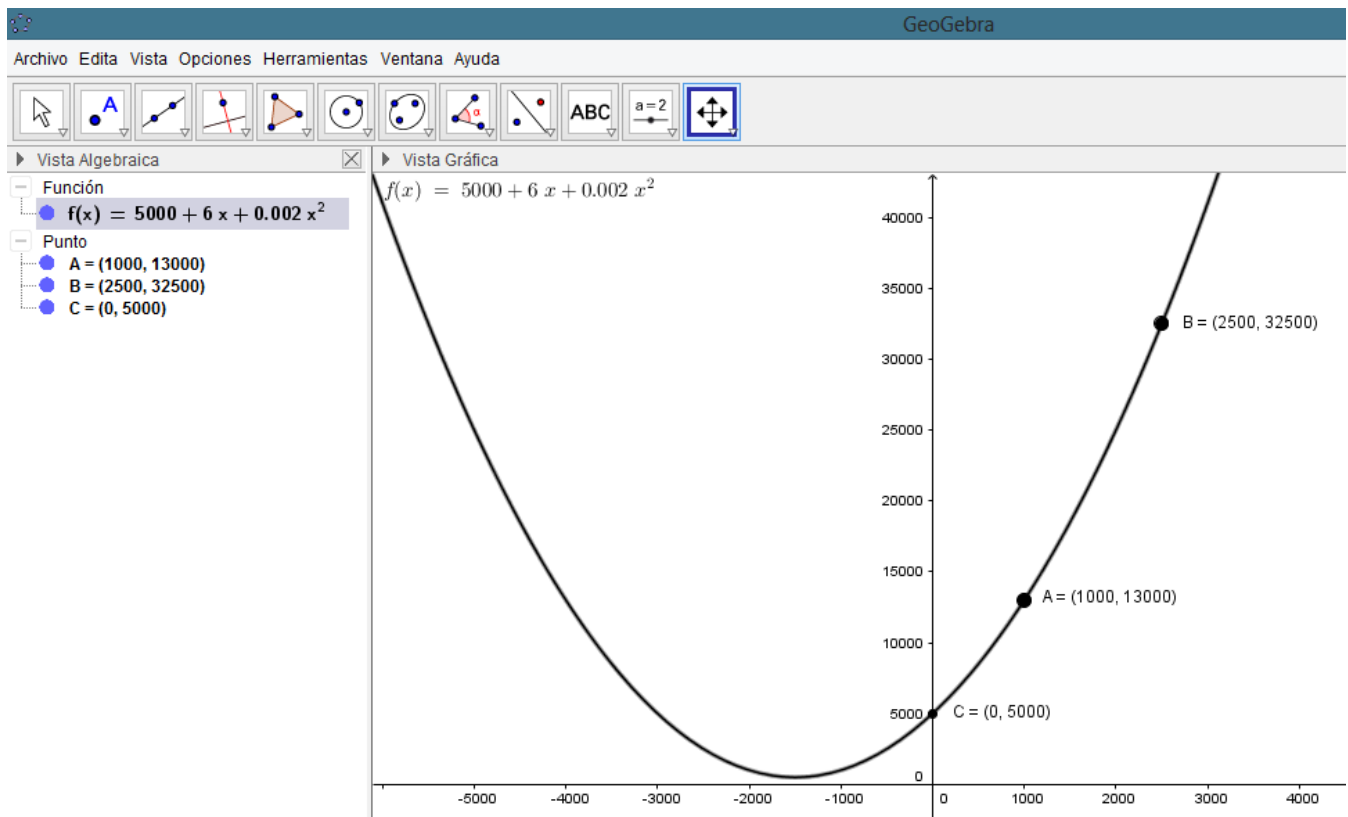 GeoGebra
Archivo Edita Vista Opciones Herramientas Ventana Ayuda
A α ABC a=2
Vista Algebraica
Función
f(x) = 5000 + 6 x + 0.002 x²
Punto
A = (1000, 13000)
B = (2500, 32500)
C = (0, 5000)
Vista Gráfica
f(x) = 5000 + 6 x + 0.002 x²
40000
35000
B = (2500, 32500)
30000
25000
20000
15000
A = (1000, 13000)
10000
5000 C = (0, 5000)
0
-5000 -4000 -3000 -2000 -1000 0 1000 2000 3000 4000